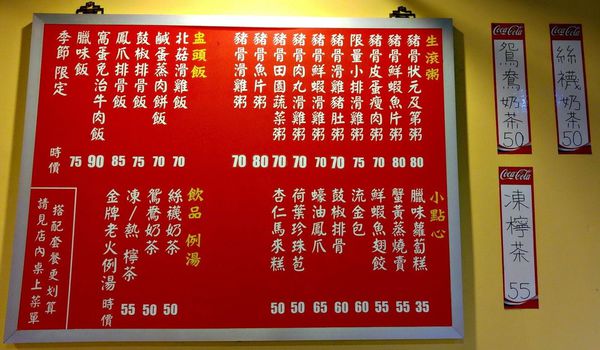 生滾粥
豬骨狀元及第粥 80
豬骨鮮蝦魚片粥 80
豬骨皮蛋瘦肉粥 70
限量小排滑雞粥 75
豬骨滑雞豬肚粥 70
豬骨鮮蝦滑雞粥 70
豬骨肉丸滑雞粥 70
豬骨田園蔬菜粥 70
豬骨魚片粥 80
豬骨滑雞粥 70
盅頭飯
北菇滑雞飯 70
鹹蛋蒸肉餅飯 70
豉椒排骨飯 75
鳳爪排骨飯 85
窩蛋免治牛肉飯 90
臘味飯 75
季節限定 時價
小點心
臘味蘿蔔糕 35
蟹黃蒸燒賣 55
鮮蝦魚翅餃 55
流金包 60
豉椒排骨 60
蠔油鳳爪 65
荷葉珍珠苞 50
杏仁馬來糕 50
飲品 例湯
絲襪奶茶 50
鴛鴦奶茶 50
凍/熱 檸茶 55
金牌老火例湯 時價
搭配套餐更划算
請見店內桌上菜單
Coca-Cola
絲襪奶茶 50
Coca-Cola
鴛鴦奶茶 50
Coca-Cola
凍檸茶 55